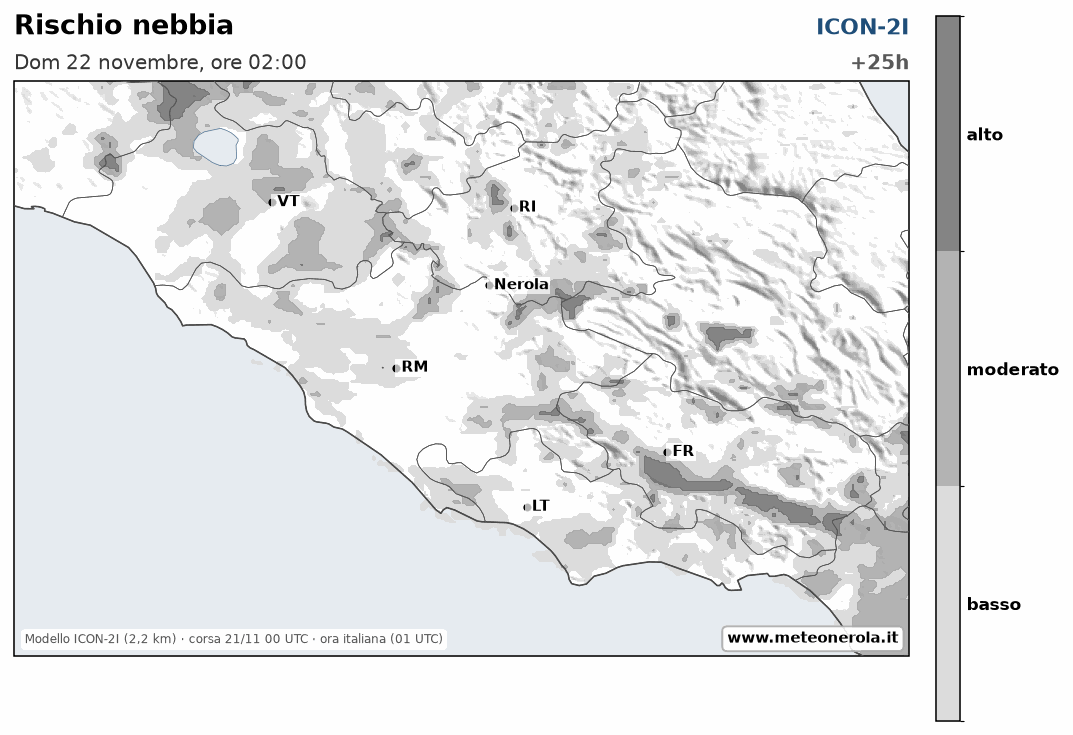 Rischio nebbia
ICON-2I
Dom 22 novembre, ore 02:00
+25h
alto
VT
RI
Nerola
RM
moderato
FR
LT
basso
Modello ICON-2I (2,2 km) · corsa 21/11 00 UTC · ora italiana (01 UTC)
www.meteonerola.it